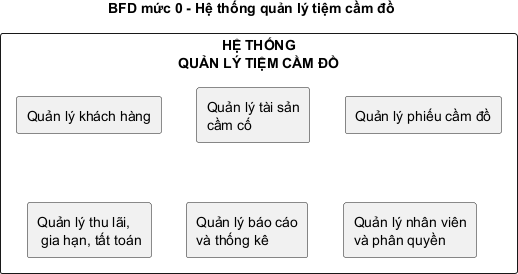 BFD mức 0 - Hệ thống quản lý tiệm cầm đồ
HỆ THỐNG
QUẢN LÝ TIỆM CẦM ĐỒ
Quản lý khách hàng
Quản lý tài sản
cầm cố
Quản lý phiếu cầm đồ
Quản lý thu lãi,
gia hạn, tất toán
Quản lý báo cáo
và thống kê
Quản lý nhân viên
và phân quyền